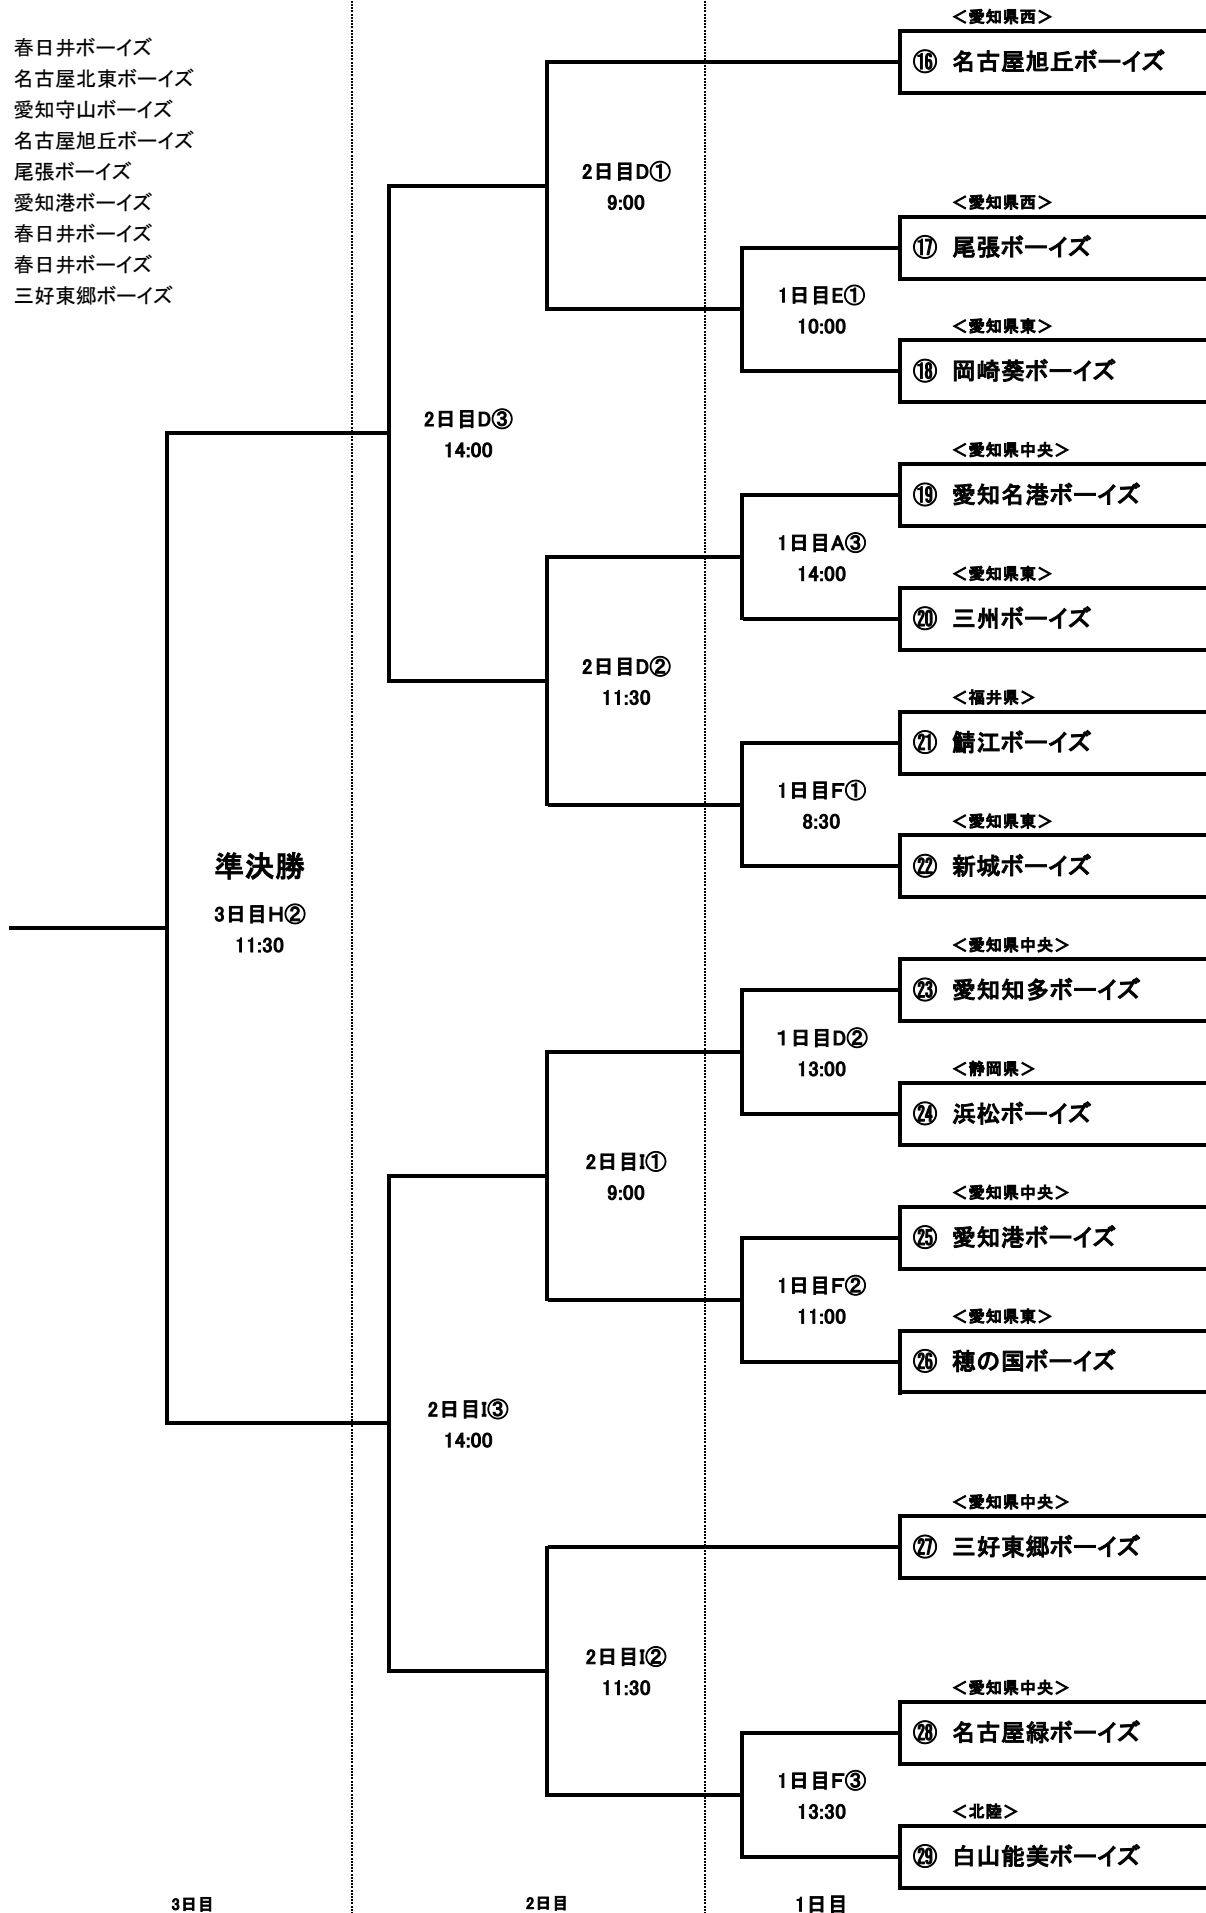 ＜愛知県西＞
⑯ 名古屋旭丘ボーイズ
春日井ボーイズ
名古屋北東ボーイズ
愛知守山ボーイズ
名古屋旭丘ボーイズ
尾張ボーイズ
愛知港ボーイズ
春日井ボーイズ
春日井ボーイズ
三好東郷ボーイズ
2日目D①
9:00
＜愛知県西＞
⑰ 尾張ボーイズ
1日目E①
10:00
＜愛知県東＞
⑱ 岡崎葵ボーイズ
2日目D③
14:00
＜愛知県中央＞
⑲ 愛知名港ボーイズ
1日目A③
14:00
＜愛知県東＞
⑳ 三州ボーイズ
2日目D②
11:30
＜福井県＞
㉑ 鯖江ボーイズ
1日目F①
8:30
＜愛知県東＞
㉒ 新城ボーイズ
準決勝
3日目H②
11:30
＜愛知県中央＞
㉓ 愛知知多ボーイズ
1日目D②
13:00
＜静岡県＞
㉔ 浜松ボーイズ
2日目I①
9:00
＜愛知県中央＞
㉕ 愛知港ボーイズ
1日目F②
11:00
＜愛知県東＞
㉖ 穂の国ボーイズ
2日目I③
14:00
＜愛知県中央＞
㉗ 三好東郷ボーイズ
2日目I②
11:30
＜愛知県中央＞
㉘ 名古屋緑ボーイズ
1日目F③
13:30
＜北陸＞
㉙ 白山能美ボーイズ
3日目
2日目
1日目